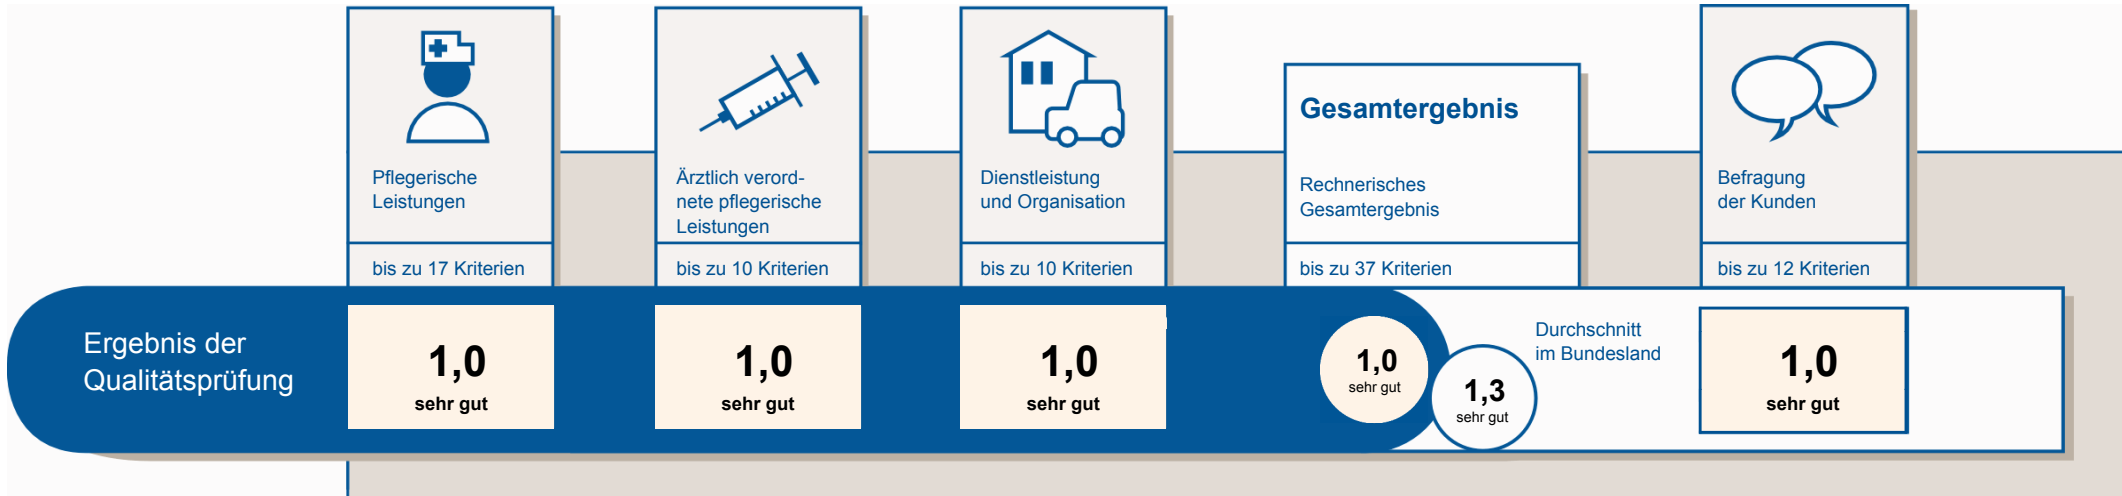 Pflegerische
Leistungen
bis zu 17 Kriterien
Ärztlich verord-
nete pflegerische
Leistungen
bis zu 10 Kriterien
Dienstleistung
und Organisation
bis zu 10 Kriterien
Gesamtergebnis
Rechnerisches
Gesamtergebnis
bis zu 37 Kriterien
Befragung
der Kunden
bis zu 12 Kriterien
Ergebnis der
Qualitätsprüfung
1,0
sehr gut
1,0
sehr gut
1,0
sehr gut
1,0
sehr gut
1,3
sehr gut
Durchschnitt
im Bundesland
1,0
sehr gut